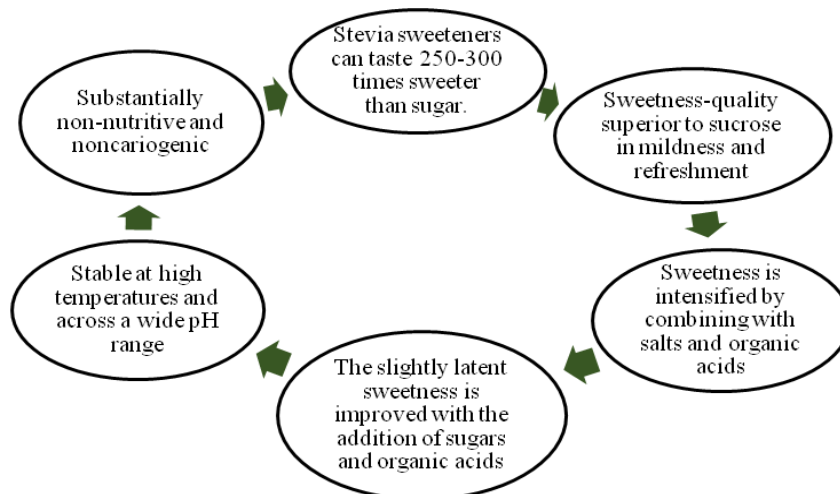 Stevia sweeteners
can taste 250-300
times sweeter
than sugar.
Sweetness-quality
superior to sucrose
in mildness and
refreshment
Sweetness is
intensified by
combining with
salts and organic
acids
The slightly latent
sweetness is
improved with the
addition of sugars
and organic acids
Stable at high
temperatures and
across a wide pH
range
Substantially
non-nutritive and
noncariogenic